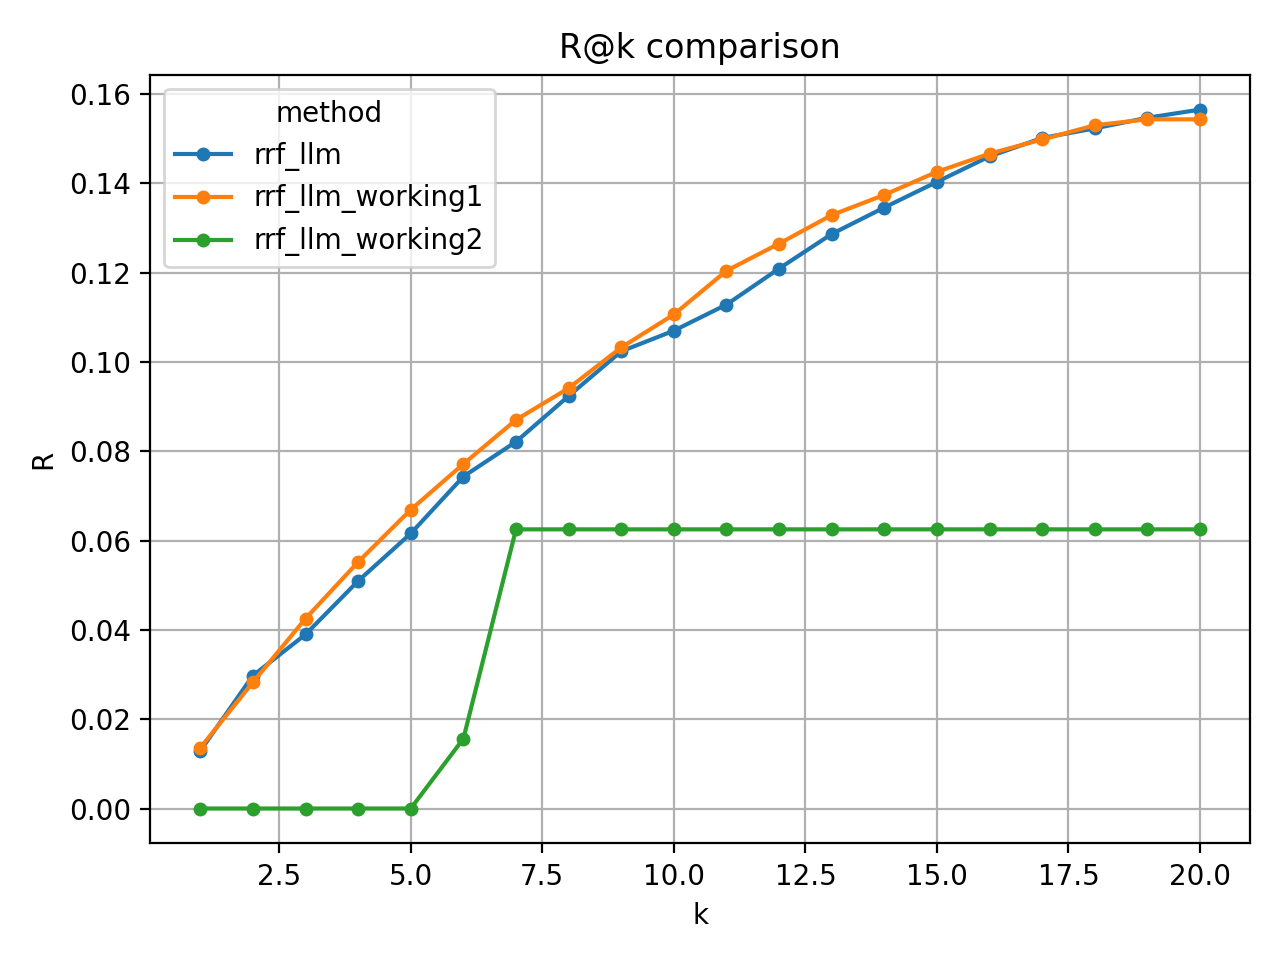 R@k comparison
method
rrf_llm
rrf_llm_working1
rrf_llm_working2
0.16
0.14
0.12
0.10
0.08
0.06
0.04
0.02
0.00
R
2.5 5.0 7.5 10.0 12.5 15.0 17.5 20.0
k